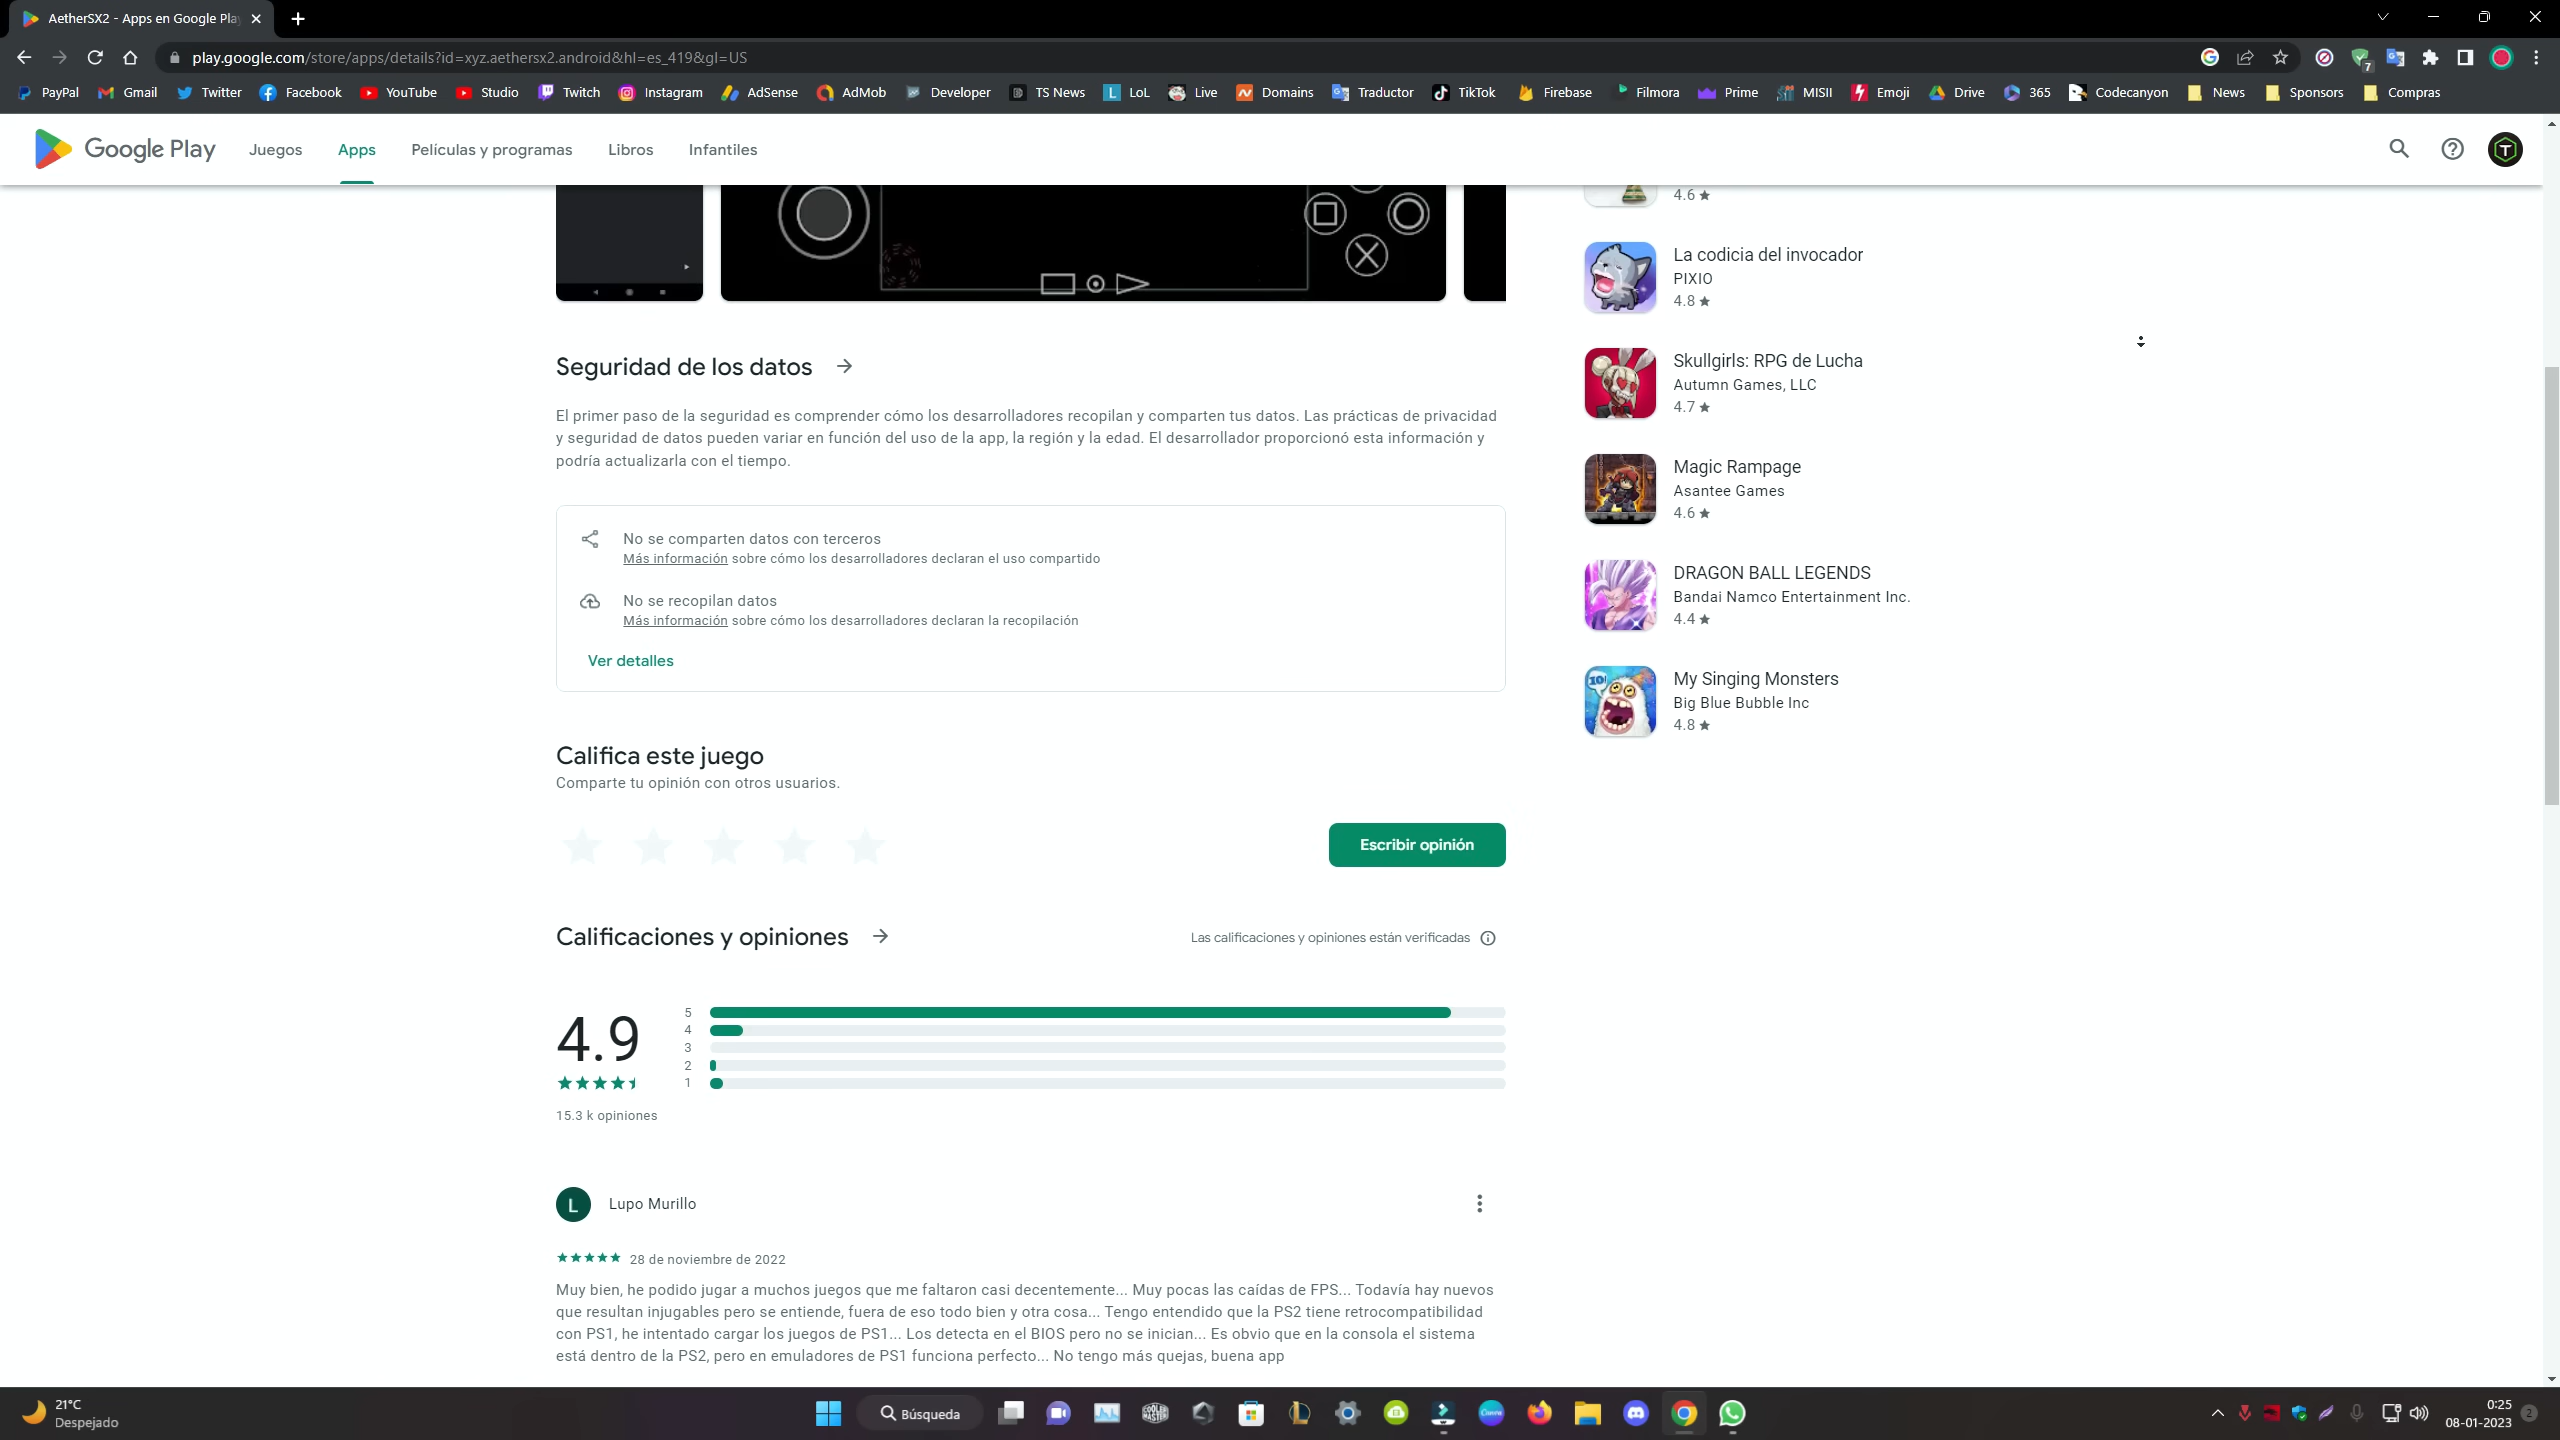 AetherSX2 - Apps en Google Pla
play.google.com/store/apps/details?id=xyz.aethersx2.android&hl=es_419&gl=US
7
PayPal Gmail Twitter Facebook YouTube Studio Twitch Instagram AdSense AdMob Developer TS News LoL Live Domains Traductor TikTok Firebase Filmora Prime MISII Emoji Drive 365 Codecanyon News Sponsors Compras
Google Play Juegos Apps Películas y programas Libros Infantiles
4.6 ★
La codicia del invocador
PIXIO
4.8 ★
Skullgirls: RPG de Lucha
Autumn Games, LLC
4.7 ★
Magic Rampage
Asantee Games
4.6 ★
DRAGON BALL LEGENDS
Bandai Namco Entertainment Inc.
4.4 ★
My Singing Monsters
Big Blue Bubble Inc
4.8 ★
Seguridad de los datos
El primer paso de la seguridad es comprender cómo los desarrolladores recopilan y comparten tus datos. Las prácticas de privacidad
y seguridad de datos pueden variar en función del uso de la app, la región y la edad. El desarrollador proporcionó esta información y
podría actualizarla con el tiempo.
No se comparten datos con terceros
Más información sobre cómo los desarrolladores declaran el uso compartido
No se recopilan datos
Más información sobre cómo los desarrolladores declaran la recopilación
Ver detalles
Califica este juego
Comparte tu opinión con otros usuarios.
Escribir opinión
Calificaciones y opiniones
Las calificaciones y opiniones están verificadas
4.9
5
4
3
2
1
15.3 k opiniones
L Lupo Murillo
28 de noviembre de 2022
Muy bien, he podido jugar a muchos juegos que me faltaron casi decentemente... Muy pocas las caídas de FPS... Todavía hay nuevos
que resultan injugables pero se entiende, fuera de eso todo bien y otra cosa... Tengo entendido que la PS2 tiene retrocompatibilidad
con PS1, he intentado cargar los juegos de PS1... Los detecta en el BIOS pero no se inician... Es obvio que en la consola el sistema
está dentro de la PS2, pero en emuladores de PS1 funciona perfecto... No tengo más quejas, buena app
21°C
Despejado
Búsqueda
0:25
08-01-2023
2